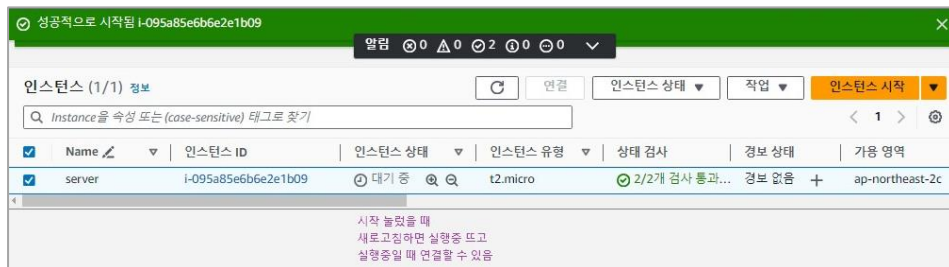 성공적으로 시작됨 i-095a85e6b6e2e1b09
알림 0 0 2 0 0
인스턴스 (1/1) 정보 연결 인스턴스 상태 작업 인스턴스 시작
Instance을 속성 또는 (case-sensitive) 태그로 찾기 1
Name 인스턴스 ID 인스턴스 상태 인스턴스 유형 상태 검사 경보 상태 가용 영역
server i-095a85e6b6e2e1b09 대기 중 t2.micro 2/2개 검사 통과... 경보 없음 ap-northeast-2c
시작 눌렀을 때
새로고침하면 실행중 뜨고
실행중일 때 연결할 수 있음